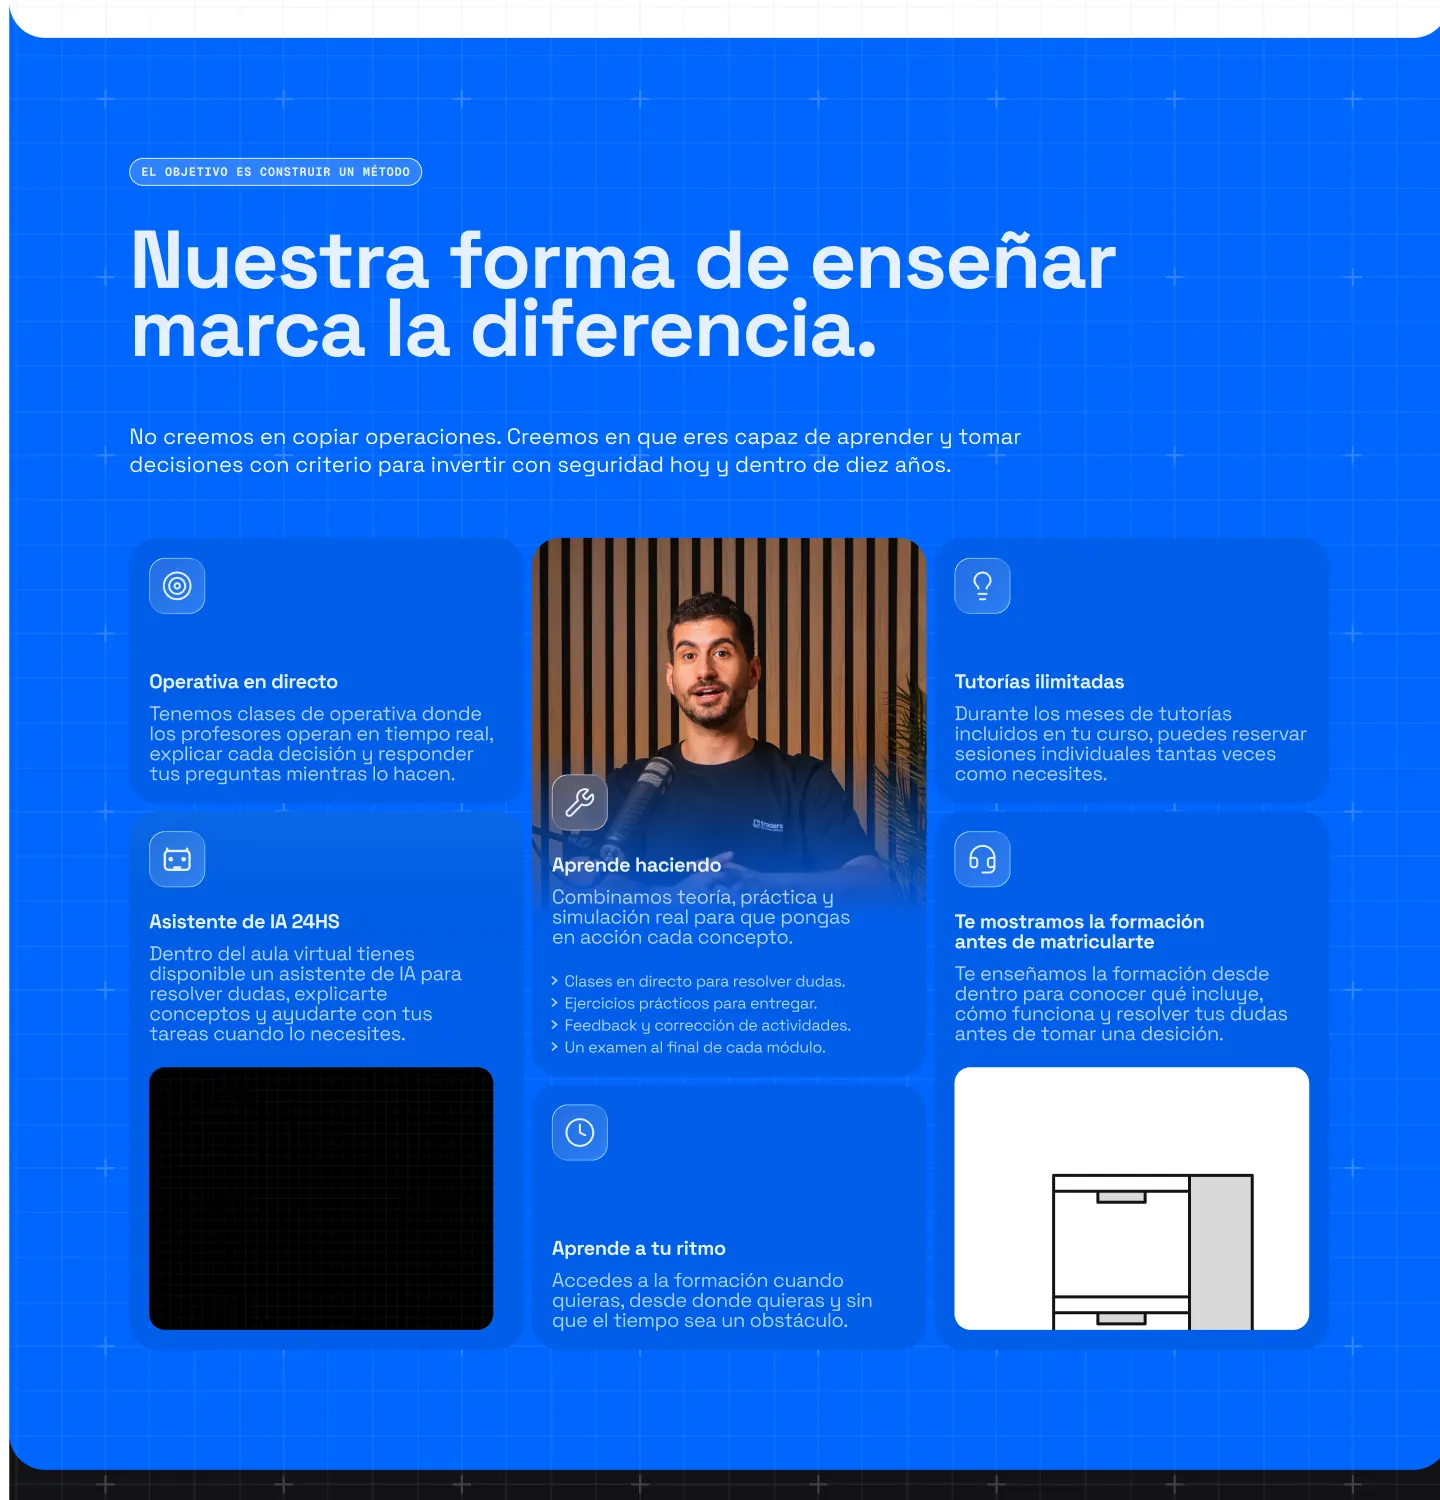 EL OBJETIVO ES CONSTRUIR UN MÉTODO
Nuestra forma de enseñar
marca la diferencia.
No creemos en copiar operaciones. Creemos en que eres capaz de aprender y tomar
decisiones con criterio para invertir con seguridad hoy y dentro de diez años.
Operativa en directo
Tenemos clases de operativa donde
los profesores operan en tiempo real,
explicar cada decisión y responder
tus preguntas mientras lo hacen.
Asistente de IA 24HS
Dentro del aula virtual tienes
disponible un asistente de IA para
resolver dudas, explicarte
conceptos y ayudarte con tus
tareas cuando lo necesites.
traders
Aprende haciendo
Combinamos teoría, práctica y
simulación real para que pongas
en acción cada concepto.
> Clases en directo para resolver dudas.
> Ejercicios prácticos para entregar.
> Feedback y corrección de actividades.
> Un examen al final de cada módulo.
Aprende a tu ritmo
Accedes a la formación cuando
quieras, desde donde quieras y sin
que el tiempo sea un obstáculo.
Tutorías ilimitadas
Durante los meses de tutorías
incluidos en tu curso, puedes reservar
sesiones individuales tantas veces
como necesites.
Te mostramos la formación
antes de matricularte
Te enseñamos la formación desde
dentro para conocer qué incluye,
cómo funciona y resolver tus dudas
antes de tomar una desición.